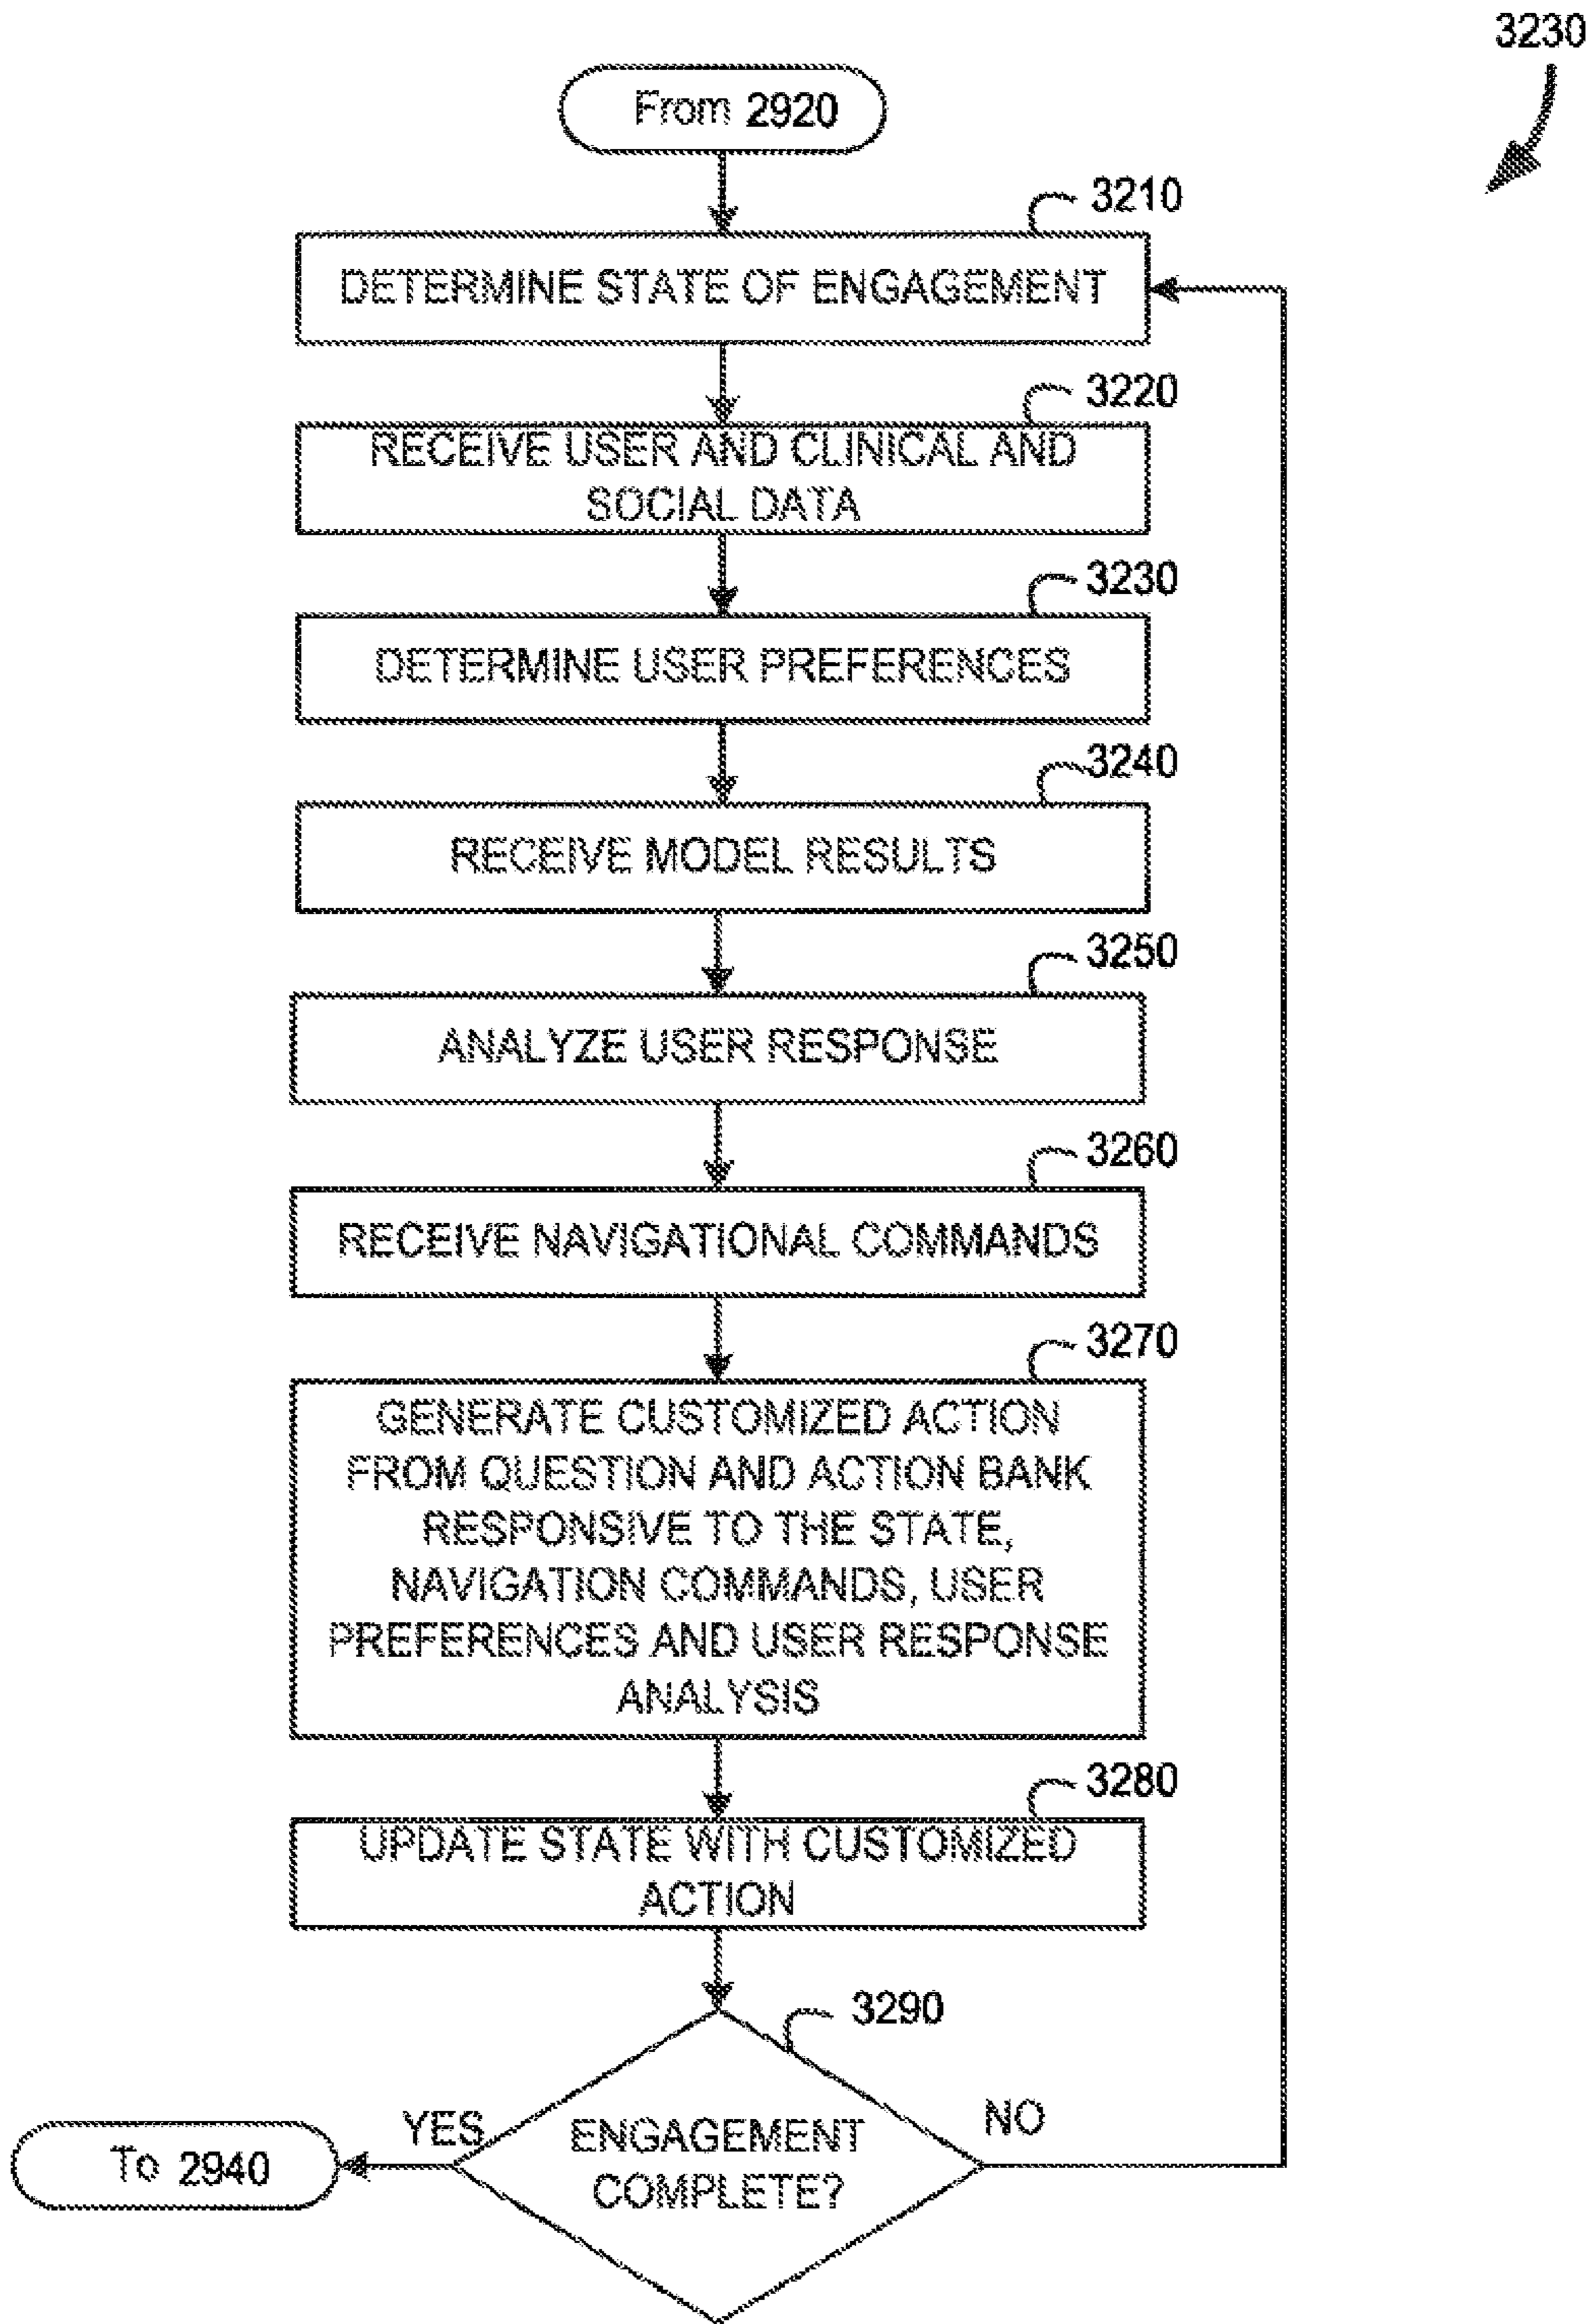 3230
From 2920
3210
DETERMINE STATE OF ENGAGEMENT
3220
RECEIVE USER AND CLINICAL AND
SOCIAL DATA
3230
DETERMINE USER PREFERENCES
3240
RECEIVE MODEL RESULTS
3250
ANALYZE USER RESPONSE
3260
RECEIVE NAVIGATIONAL COMMANDS
3270
GENERATE CUSTOMIZED ACTION
FROM QUESTION AND ACTION BANK
RESPONSIVE TO THE STATE,
NAVIGATION COMMANDS, USER
PREFERENCES AND USER RESPONSE
ANALYSIS
3280
UPDATE STATE WITH CUSTOMIZED
ACTION
3290
ENGAGEMENT
COMPLETE?
YES
NO
To 2940